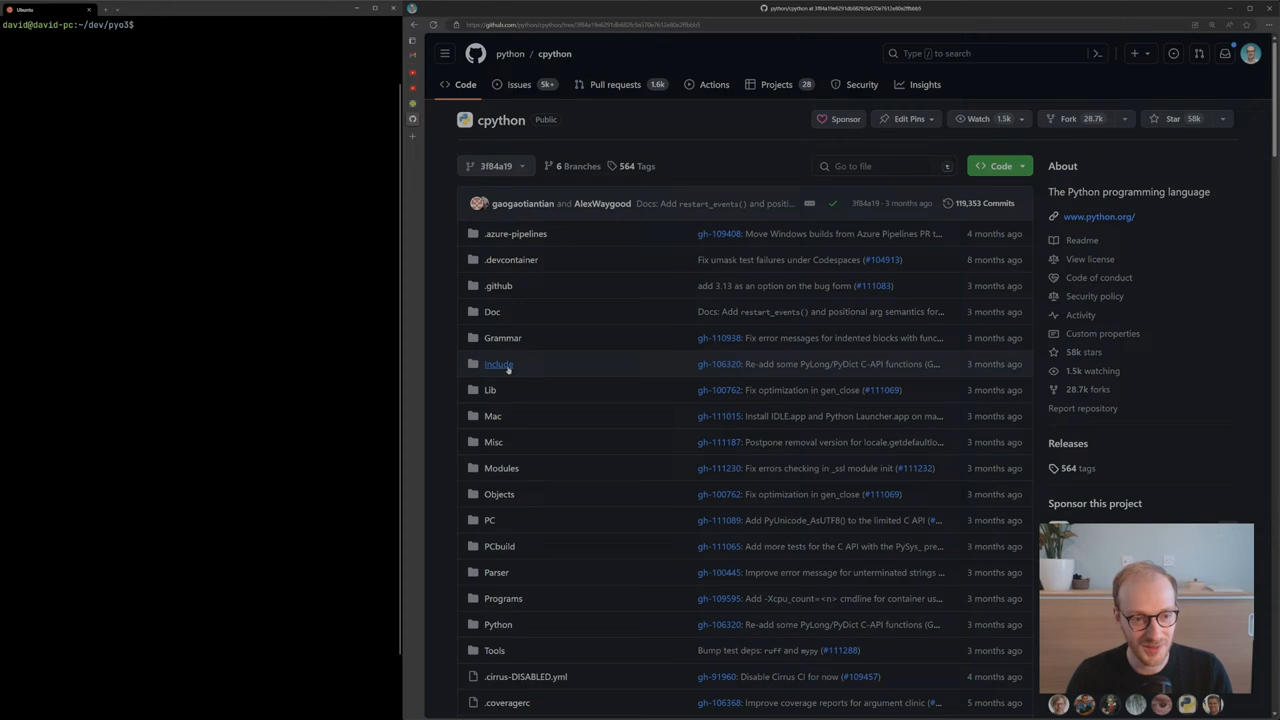 Ubuntu
david@david-pc:~/dev/pyo3$
python/cpython at 3f84a19e6291db682fc9d570d7612e80e2ffbbb5
https://github.com/python/cpython/tree/3f84a19e6291db682fc9d570d7612e80e2ffbbb5
python / cpython
Type / to search
Code
Issues 5k+
Pull requests 1.6k
Actions
Projects 28
Security
Insights
cpython Public
Sponsor
Edit Pins
Watch 1.5k
Fork 28.7k
Star 58k
3f84a19
6 Branches
564 Tags
Go to file t
Code
gaogaotiantian and AlexWaygood Docs: Add restart_events() and positi... 3f84a19 · 3 months ago 119,353 Commits
.azure-pipelines gh-109408: Move Windows builds from Azure Pipelines PR t... 4 months ago
.devcontainer Fix umask test failures under Codespaces (#104913) 8 months ago
.github add 3.13 as an option on the bug form (#111083) 3 months ago
Doc Docs: Add restart_events() and positional arg semantics for... 3 months ago
Grammar gh-110938: Fix error messages for indented blocks with func... 3 months ago
Include gh-106320: Re-add some PyLong/PyDict C-API functions (G... 3 months ago
Lib gh-100762: Fix optimization in gen_close (#111069) 3 months ago
Mac gh-111015: Install IDLE.app and Python Launcher.app on ma... 3 months ago
Misc gh-111187: Postpone removal version for locale.getdefaultlo... 3 months ago
Modules gh-111230: Fix errors checking in _ssl module init (#111232) 3 months ago
Objects gh-100762: Fix optimization in gen_close (#111069) 3 months ago
PC gh-111089: Add PyUnicode_AsUTF8() to the limited C API (#... 3 months ago
PCbuild gh-111065: Add more tests for the C API with the PySys_ pre... 3 months ago
Parser gh-100445: Improve error message for unterminated strings ... 3 months ago
Programs gh-109595: Add -Xcpu_count=<n> cmdline for container us... 3 months ago
Python gh-106320: Re-add some PyLong/PyDict C-API functions (G... 3 months ago
Tools Bump test deps: ruff and mypy (#111288) 3 months ago
.cirrus-DISABLED.yml gh-91960: Disable Cirrus CI for now (#109457) 4 months ago
.coveragerc gh-106368: Improve coverage reports for argument clinic (#... 5 months ago
About
The Python programming language
www.python.org/
Readme
View license
Code of conduct
Security policy
Activity
Custom properties
58k stars
1.5k watching
28.7k forks
Report repository
Releases
564 tags
Sponsor this project